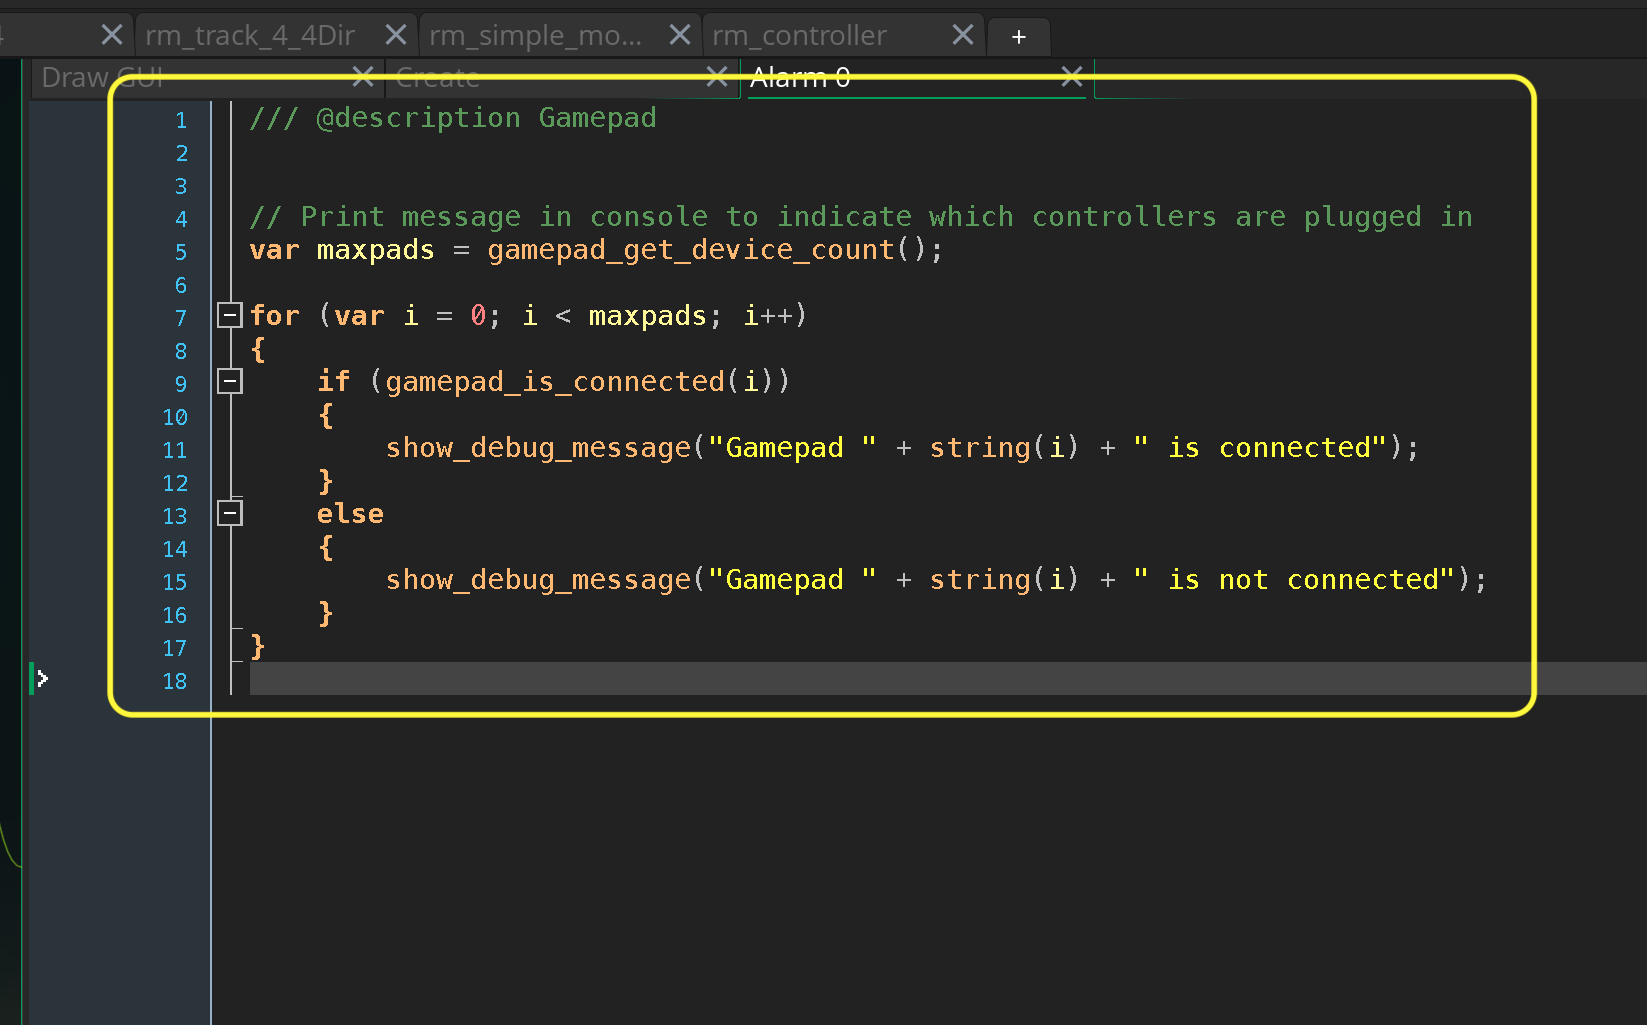 rm_track_4_4Dir rm_simple_mo... rm_controller +
Draw GUI Create Alarm 0
1 /// @description Gamepad
2
3
4 // Print message in console to indicate which controllers are plugged in
5 var maxpads = gamepad_get_device_count();
6
7 for (var i = 0; i < maxpads; i++)
8 {
9 if (gamepad_is_connected(i))
10 {
11 show_debug_message("Gamepad " + string(i) + " is connected");
12 }
13 else
14 {
15 show_debug_message("Gamepad " + string(i) + " is not connected");
16 }
17 }
18